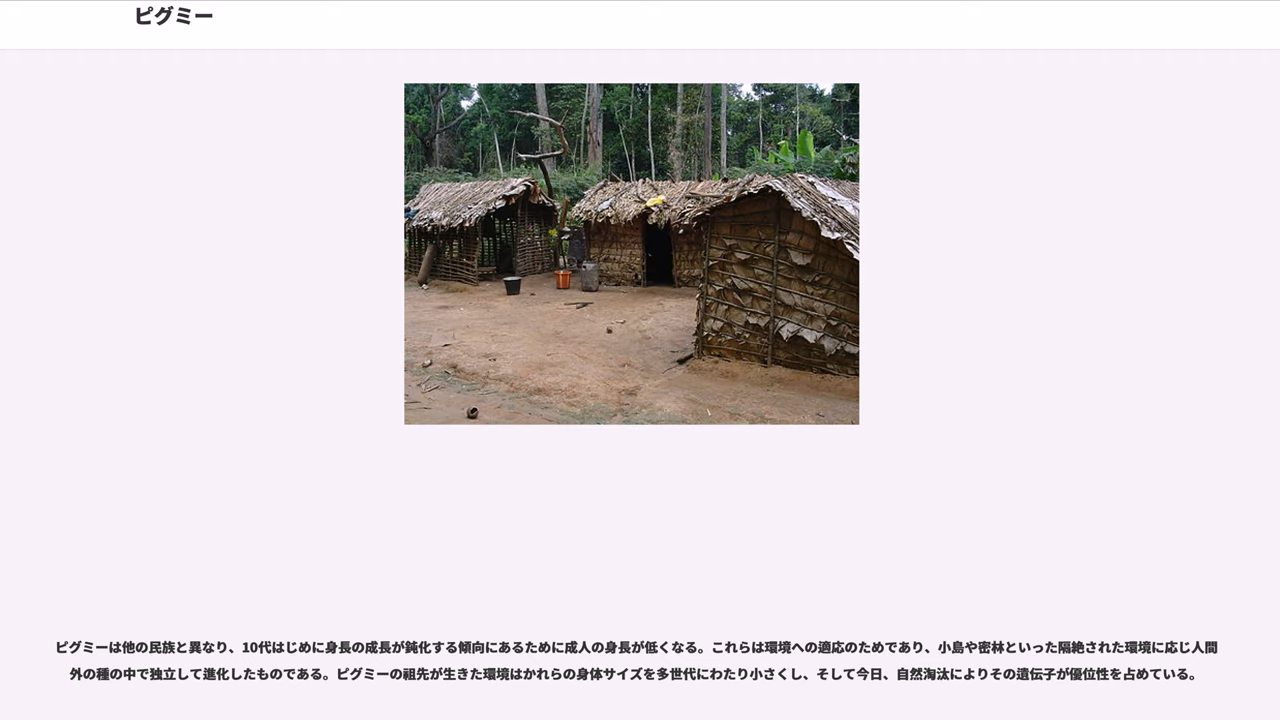 ピグミー
ピグミーは他の民族と異なり、10代はじめに身長の成長が鈍化する傾向にあるために成人の身長が低くなる。これらは環境への適応のためであり、小島や密林といった隔絶された環境に応じ人間
外の種の中で独立して進化したものである。ピグミーの祖先が生きた環境はかれらの身体サイズを多世代にわたり小さくし、そして今日、自然淘汰によりその遺伝子が優位性を占めている。